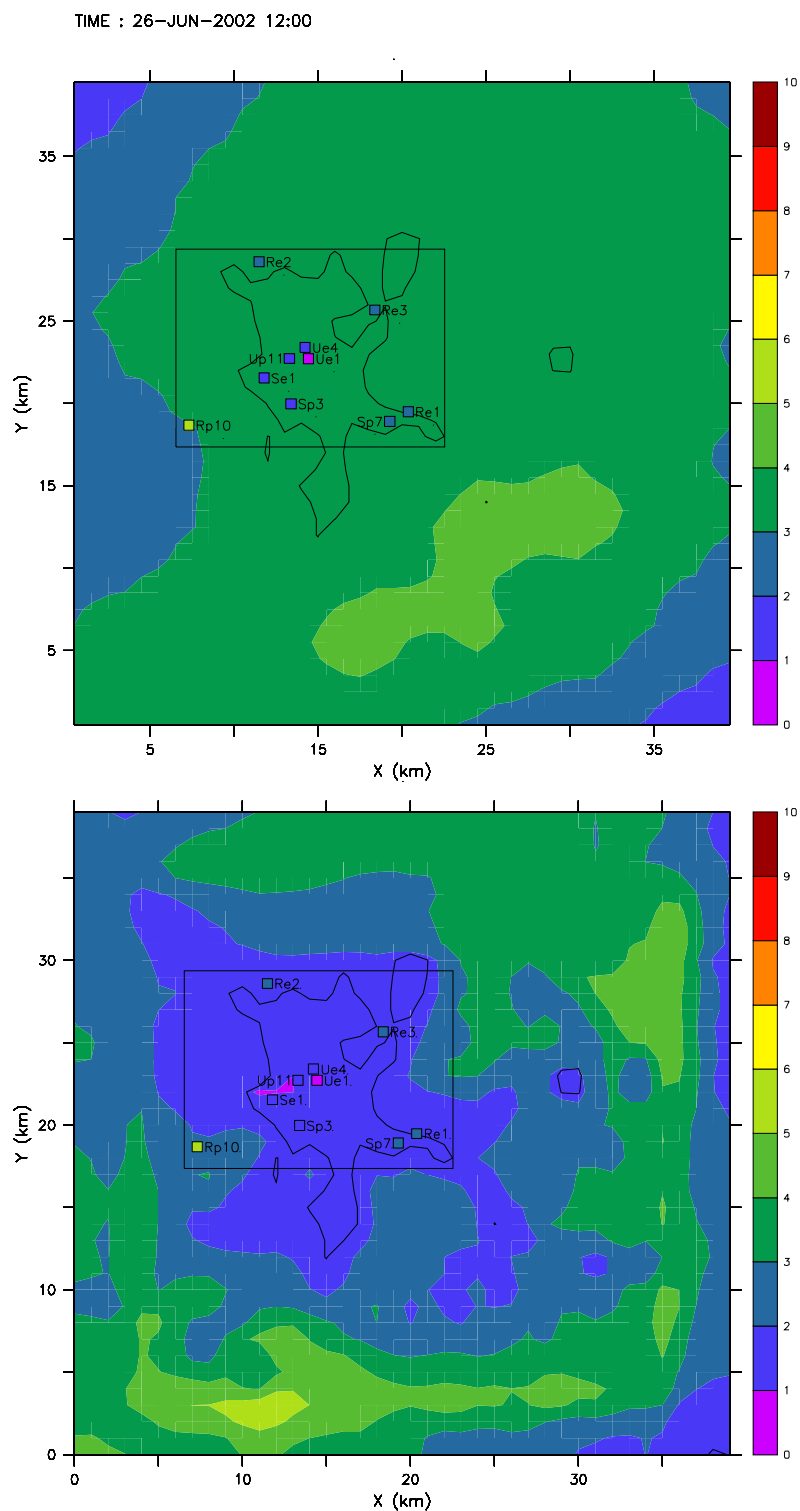 TIME : 26-JUN-2002 12:00
10
9
8
7
6
5
4
3
2
1
0
35
25
15
5
Y (km)
Re2
Re3
Ue4
Up11 Ue1
Se1
Sp3
Re1
Sp7
Rp10
5 15 25 35
X (km)
10
9
8
7
6
5
4
3
2
1
0
30
20
10
0
Y (km)
Re2.
Re3.
Ue4
Up11 Ue1.
Se1.
Sp3.
Re1.
Sp7.
Rp10.
0 10 20 30
X (km)